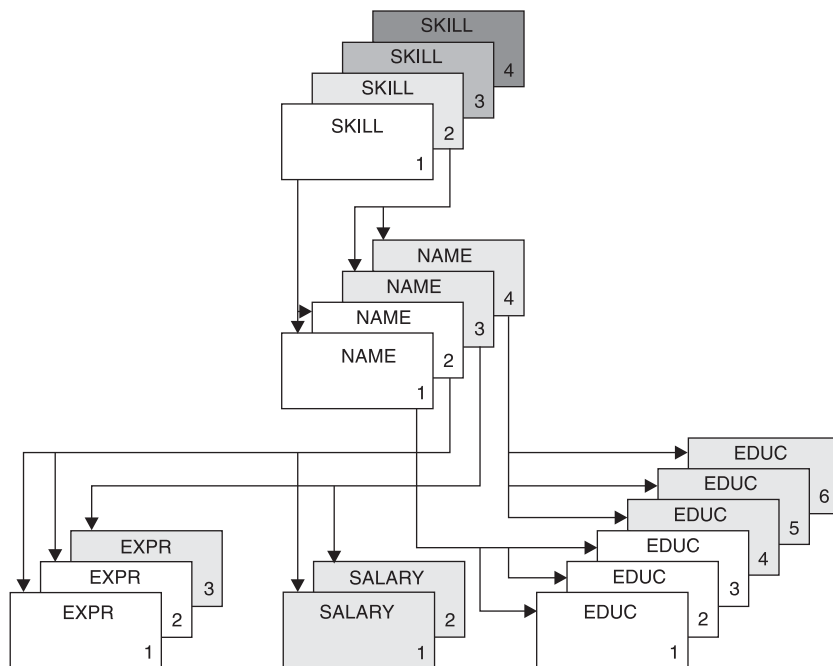 SKILL
4
SKILL
3
SKILL
2
SKILL
1
NAME
4
NAME
3
NAME
2
NAME
1
EXPR
3
EXPR
2
EXPR
1
SALARY
2
SALARY
1
EDUC
6
EDUC
5
EDUC
4
EDUC
3
EDUC
2
EDUC
1